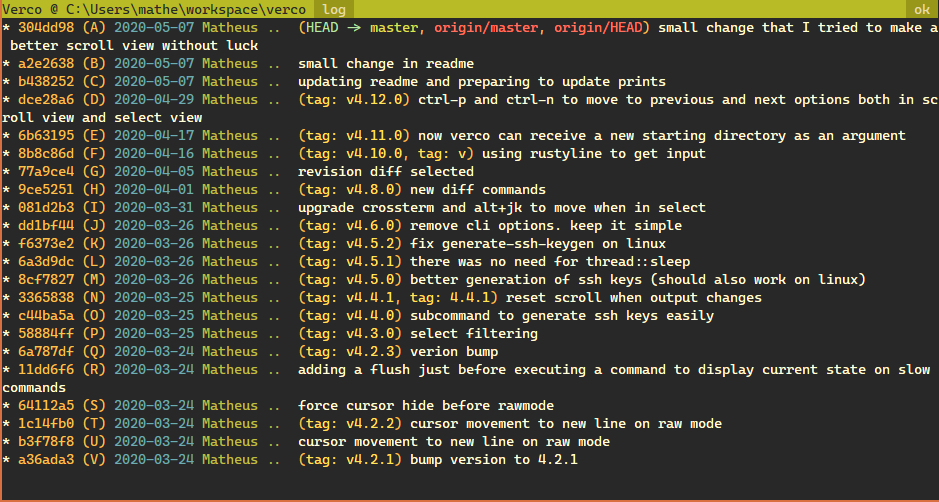 Verco @ C:\Users\mathe\workspace\verco log ok
* 304dd98 (A) 2020-05-07 Matheus .. (HEAD -> master, origin/master, origin/HEAD) small change that I tried to make a
better scroll view without luck
* a2e2638 (B) 2020-05-07 Matheus .. small change in readme
* b438252 (C) 2020-05-07 Matheus .. updating readme and preparing to update prints
* dce28a6 (D) 2020-04-29 Matheus .. (tag: v4.12.0) ctrl-p and ctrl-n to move to previous and next options both in sc
roll view and select view
* 6b63195 (E) 2020-04-17 Matheus .. (tag: v4.11.0) now verco can receive a new starting directory as an argument
* 8b8c86d (F) 2020-04-16 Matheus .. (tag: v4.10.0, tag: v) using rustyline to get input
* 77a9ce4 (G) 2020-04-05 Matheus .. revision diff selected
* 9ce5251 (H) 2020-04-01 Matheus .. (tag: v4.8.0) new diff commands
* 081d2b3 (I) 2020-03-31 Matheus .. upgrade crossterm and alt+jk to move when in select
* dd1bf44 (J) 2020-03-26 Matheus .. (tag: v4.6.0) remove cli options. keep it simple
* f6373e2 (K) 2020-03-26 Matheus .. (tag: v4.5.2) fix generate-ssh-keygen on linux
* 6a3d9dc (L) 2020-03-26 Matheus .. (tag: v4.5.1) there was no need for thread::sleep
* 8cf7827 (M) 2020-03-26 Matheus .. (tag: v4.5.0) better generation of ssh keys (should also work on linux)
* 3365838 (N) 2020-03-25 Matheus .. (tag: v4.4.1, tag: 4.4.1) reset scroll when output changes
* c44ba5a (O) 2020-03-25 Matheus .. (tag: v4.4.0) subcommand to generate ssh keys easily
* 58884ff (P) 2020-03-25 Matheus .. (tag: v4.3.0) select filtering
* 6a787df (Q) 2020-03-24 Matheus .. (tag: v4.2.3) verion bump
* 11dd6f6 (R) 2020-03-24 Matheus .. adding a flush just before executing a command to display current state on slow
commands
* 64112a5 (S) 2020-03-24 Matheus .. force cursor hide before rawmode
* 1c14fb0 (T) 2020-03-24 Matheus .. (tag: v4.2.2) cursor movement to new line on raw mode
* b3f78f8 (U) 2020-03-24 Matheus .. cursor movement to new line on raw mode
* a36ada3 (V) 2020-03-24 Matheus .. (tag: v4.2.1) bump version to 4.2.1